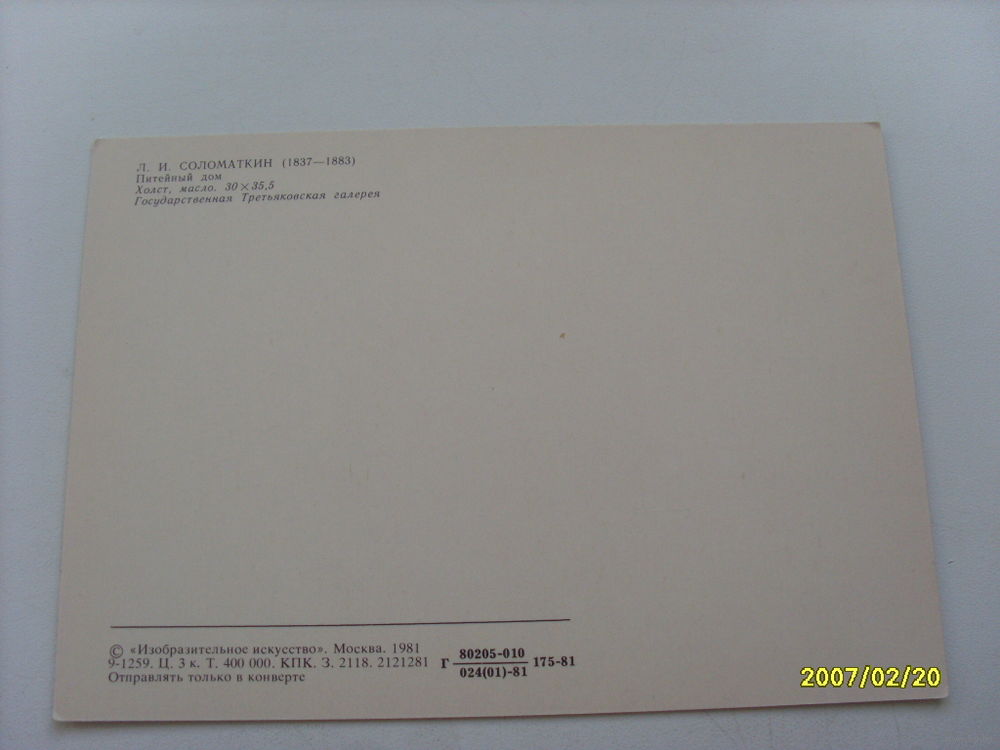 Л. И. СОЛОМАТКИН (1837—1883)
Питейный дом
Холст, масло. 30×35,5
Государственная Третьяковская галерея
© «Изобразительное искусство». Москва. 1981
9-1259. Ц. 3 к. Т. 400 000. КПК. З. 2118. 2121281
Отправлять только в конверте
Г 80205-010 175-81
024(01)-81
2007/02/20